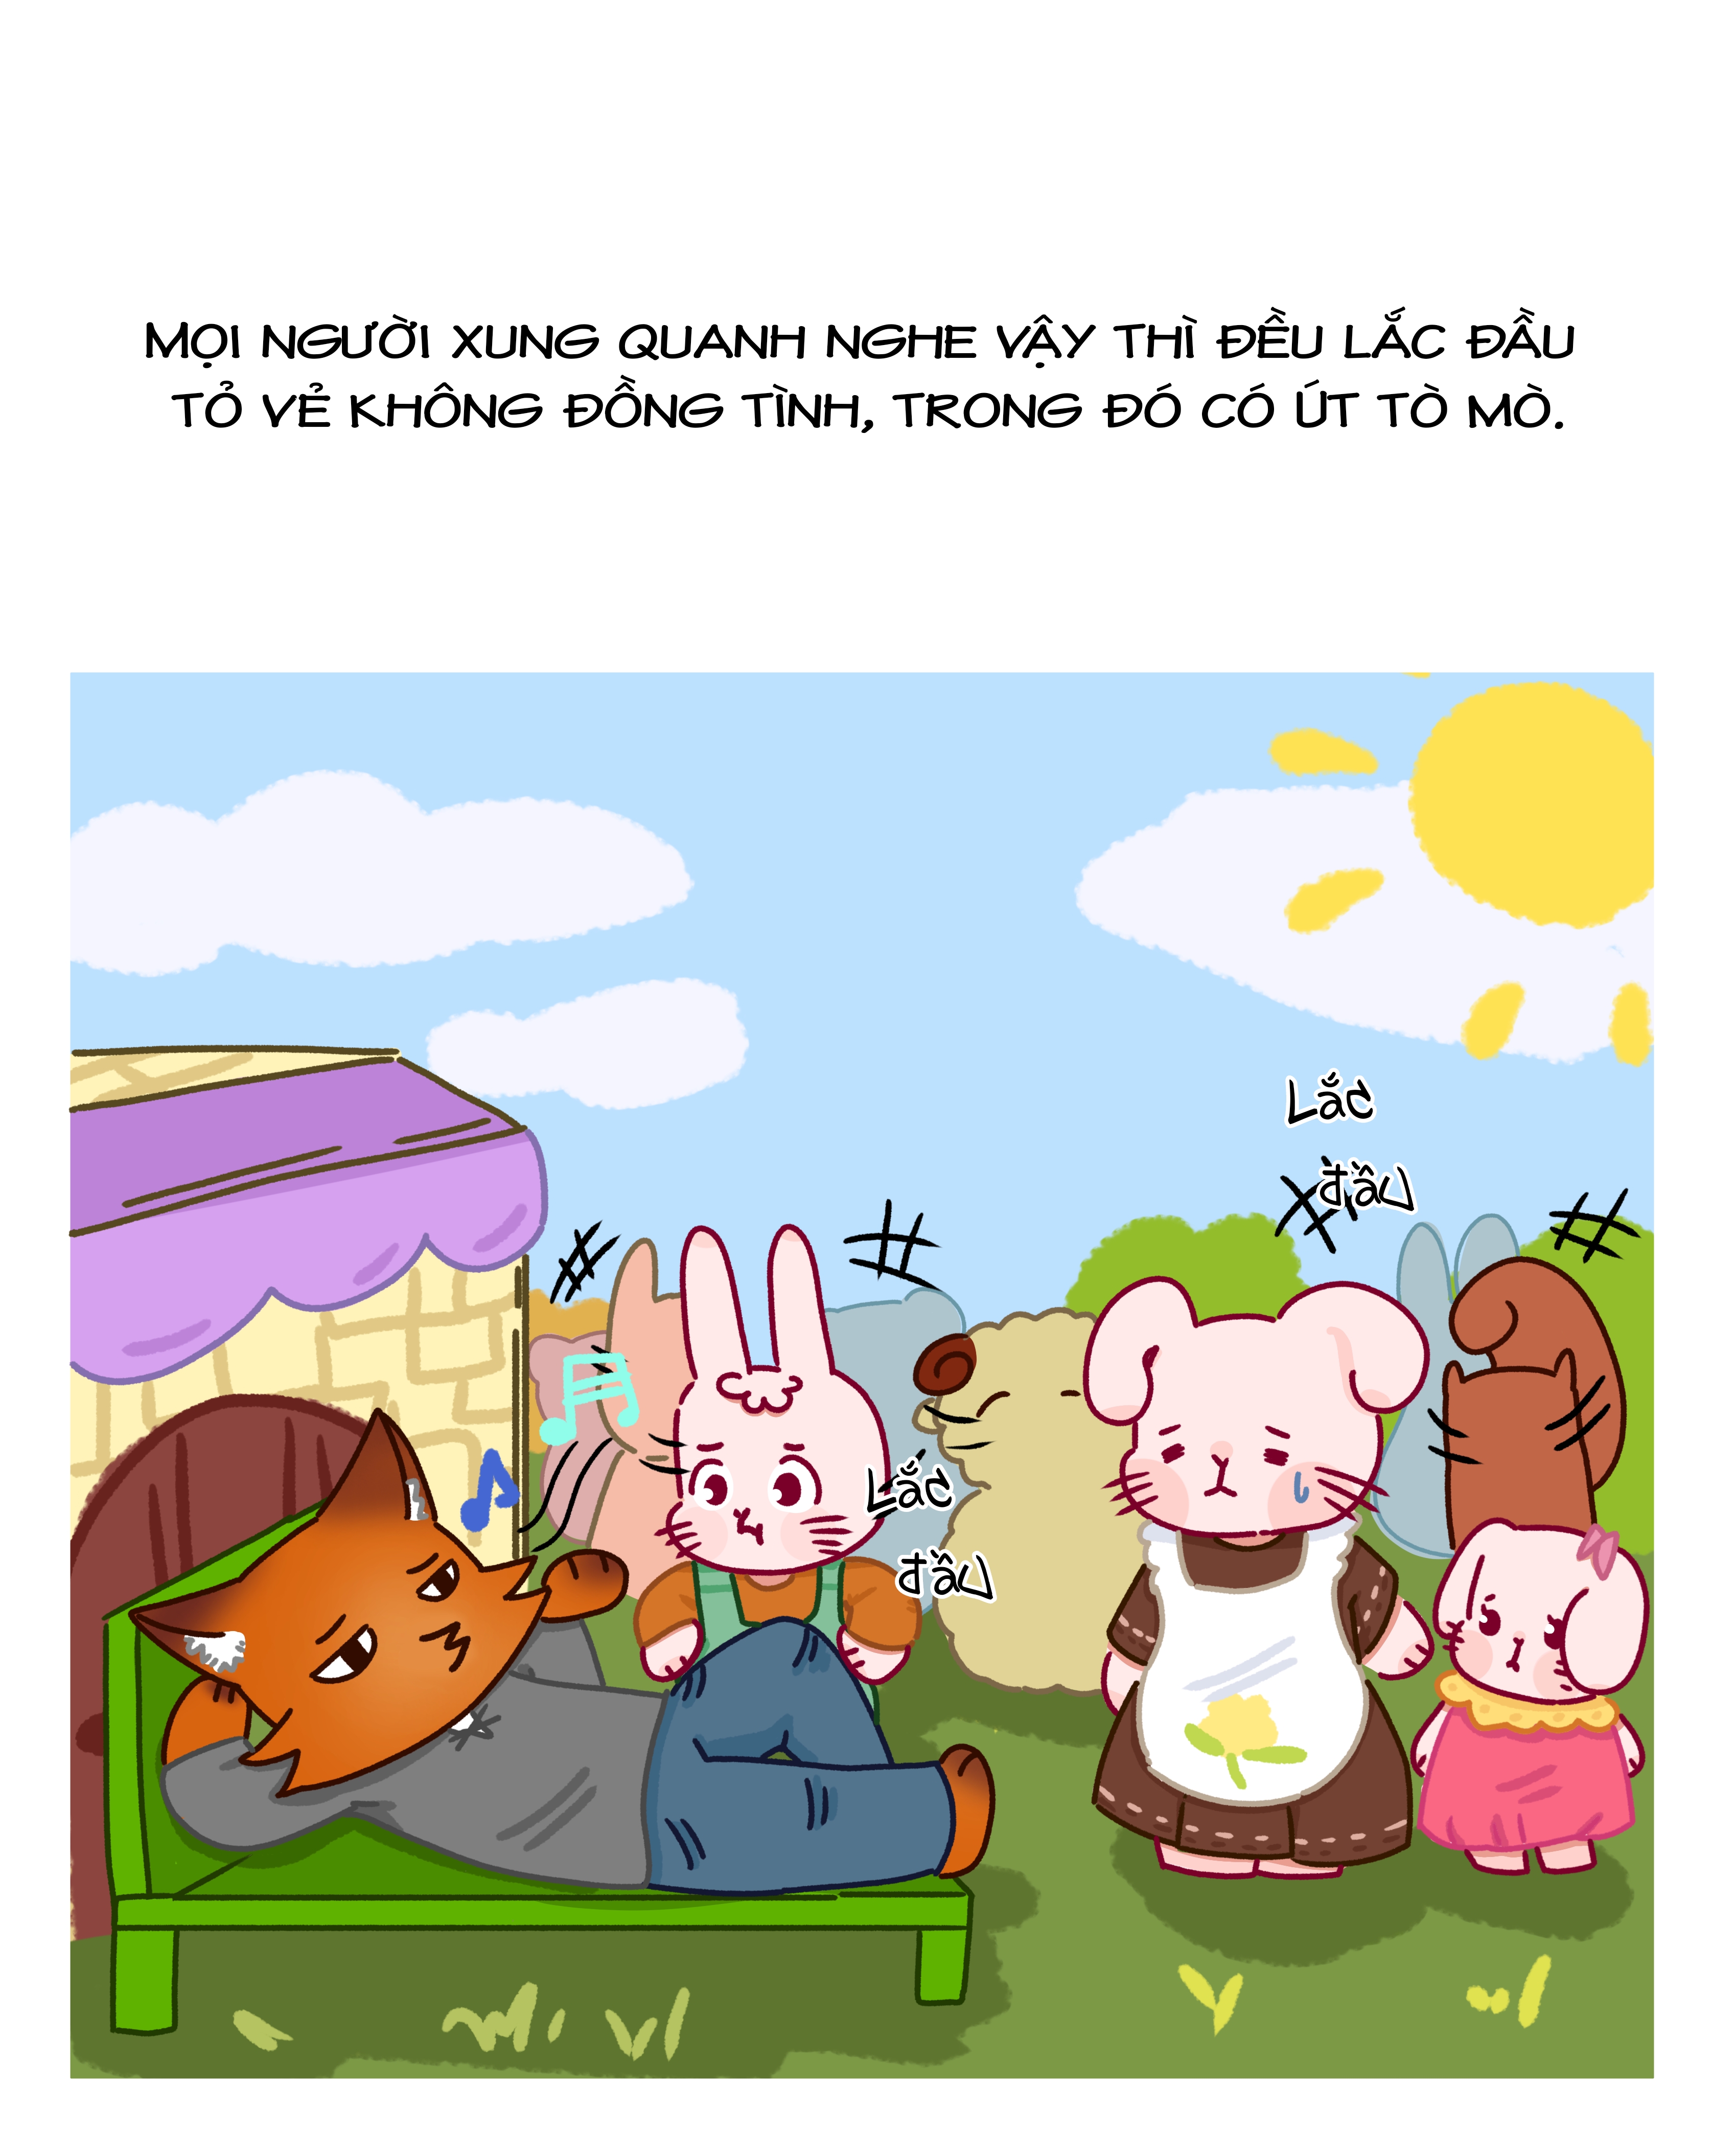 MỌI NGƯỜI XUNG QUANH NGHE VẬY THÌ ĐỀU LẮC ĐẦU
TỎ VẺ KHÔNG ĐỒNG TÌNH, TRONG ĐÓ CÓ ÚT TÒ MÒ.
Lắc
đầu
Lắc
đầu